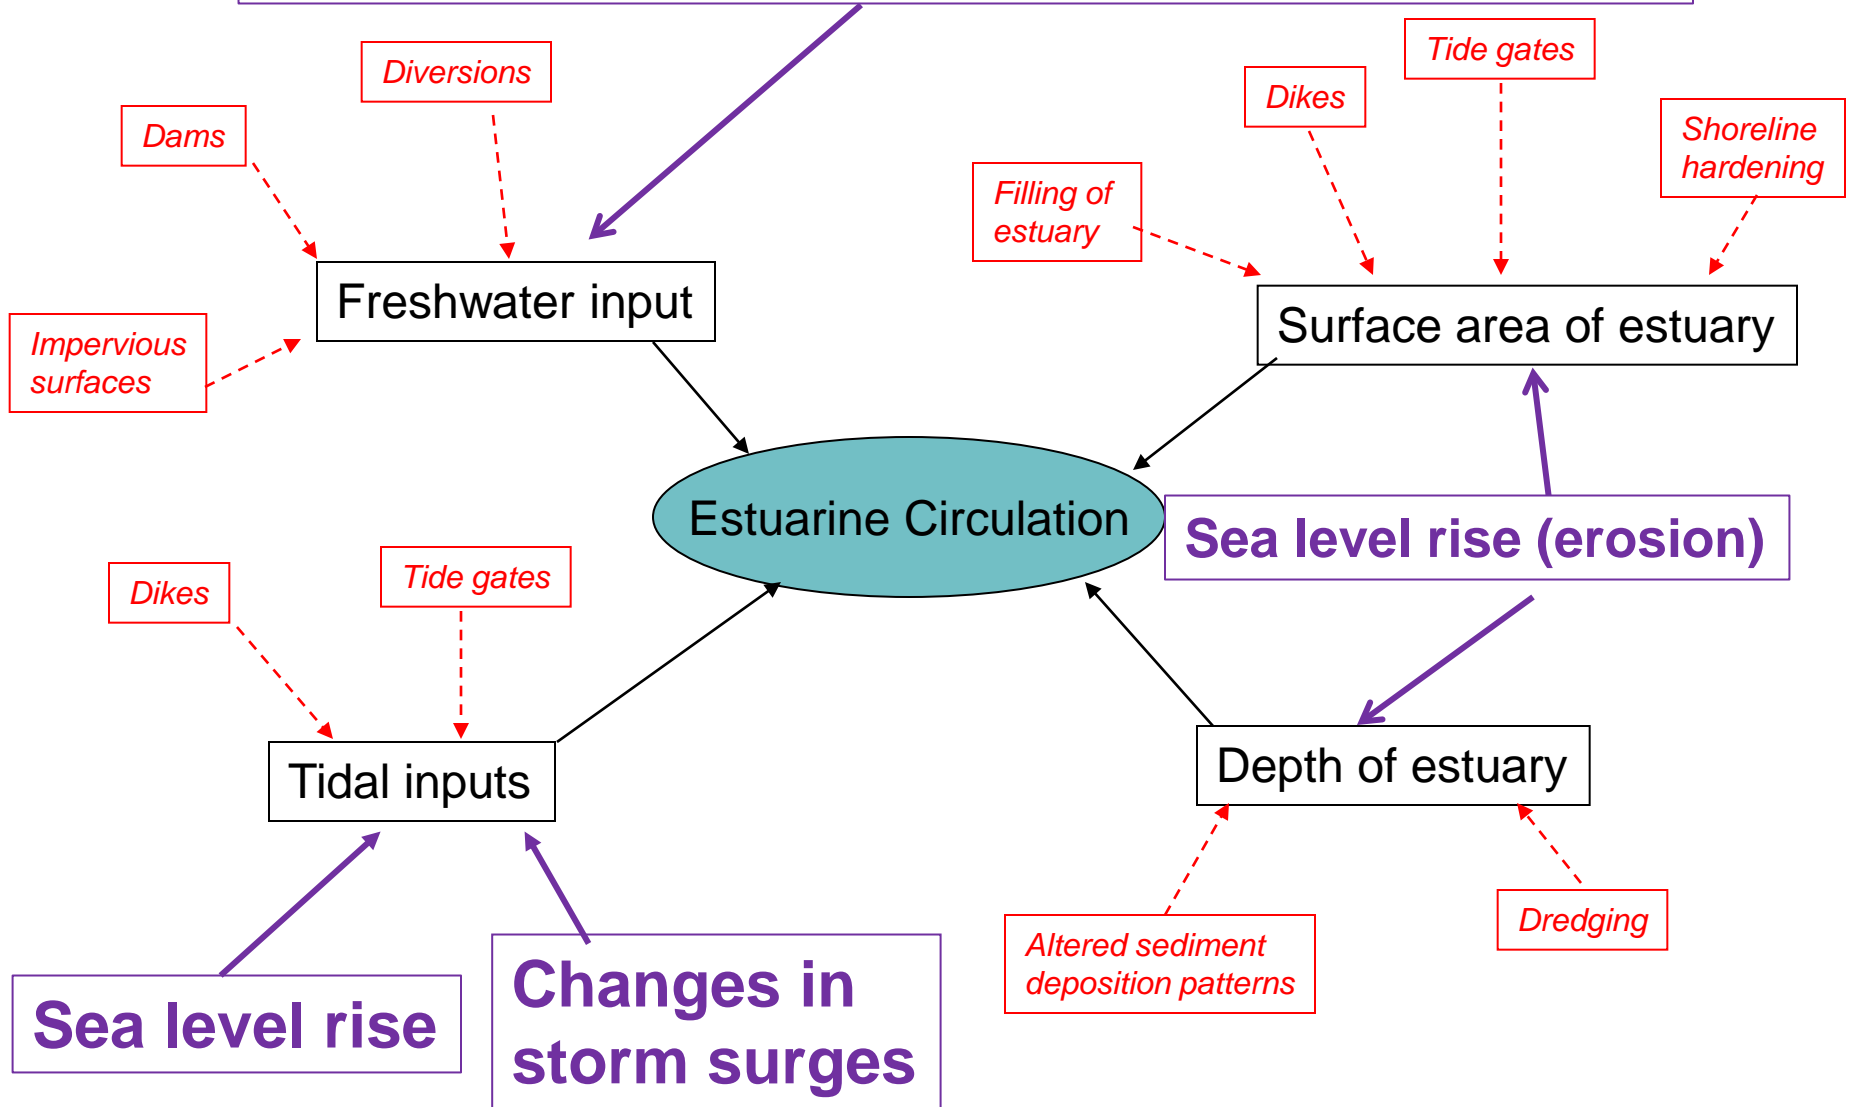 Diversions
Tide gates
Dikes
Dams
Shoreline
hardening
Filling of
estuary
Freshwater input
Surface area of estuary
Impervious
surfaces
Estuarine Circulation
Sea level rise (erosion)
Tide gates
Dikes
Tidal inputs
Depth of estuary
Dredging
Altered sediment
deposition patterns
Changes in
storm surges
Sea level rise